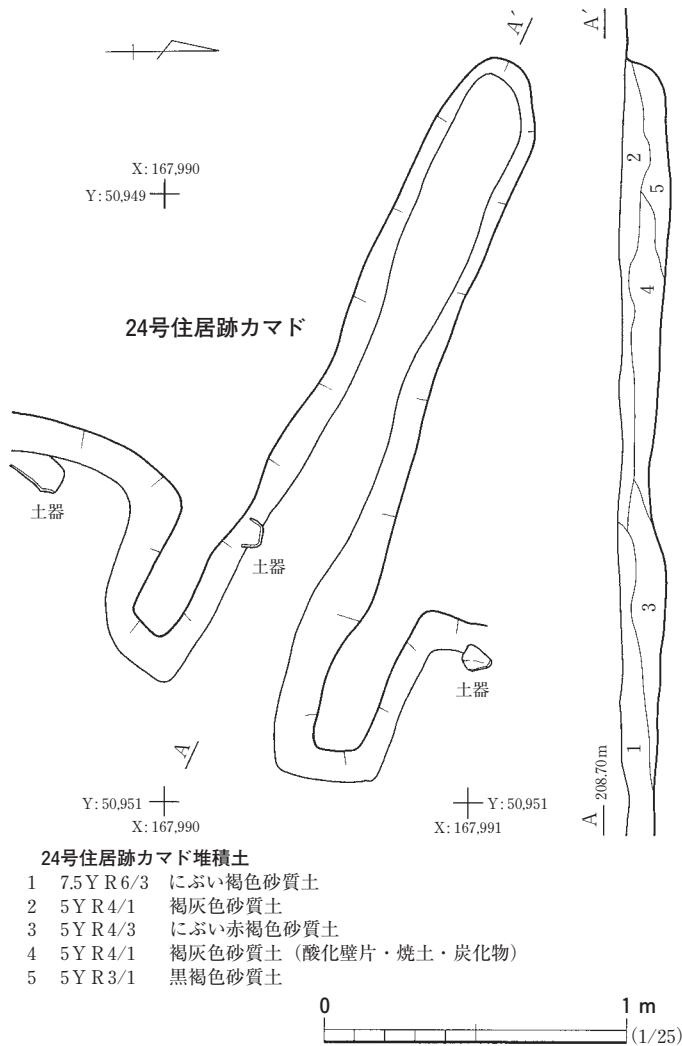 A′
A′
X: 167,990
Y: 50,949
2
5
24号住居跡カマド
4
土器
土器
3
土器
A
1
A 208.70m
Y: 50,951
X: 167,990
Y: 50,951
X: 167,991
24号住居跡カマド堆積土
1 7.5YR6/3 にぶい褐色砂質土
2 5YR4/1 褐灰色砂質土
3 5YR4/3 にぶい赤褐色砂質土
4 5YR4/1 褐灰色砂質土（酸化壁片・焼土・炭化物）
5 5YR3/1 黒褐色砂質土
0 1 m
(1/25)